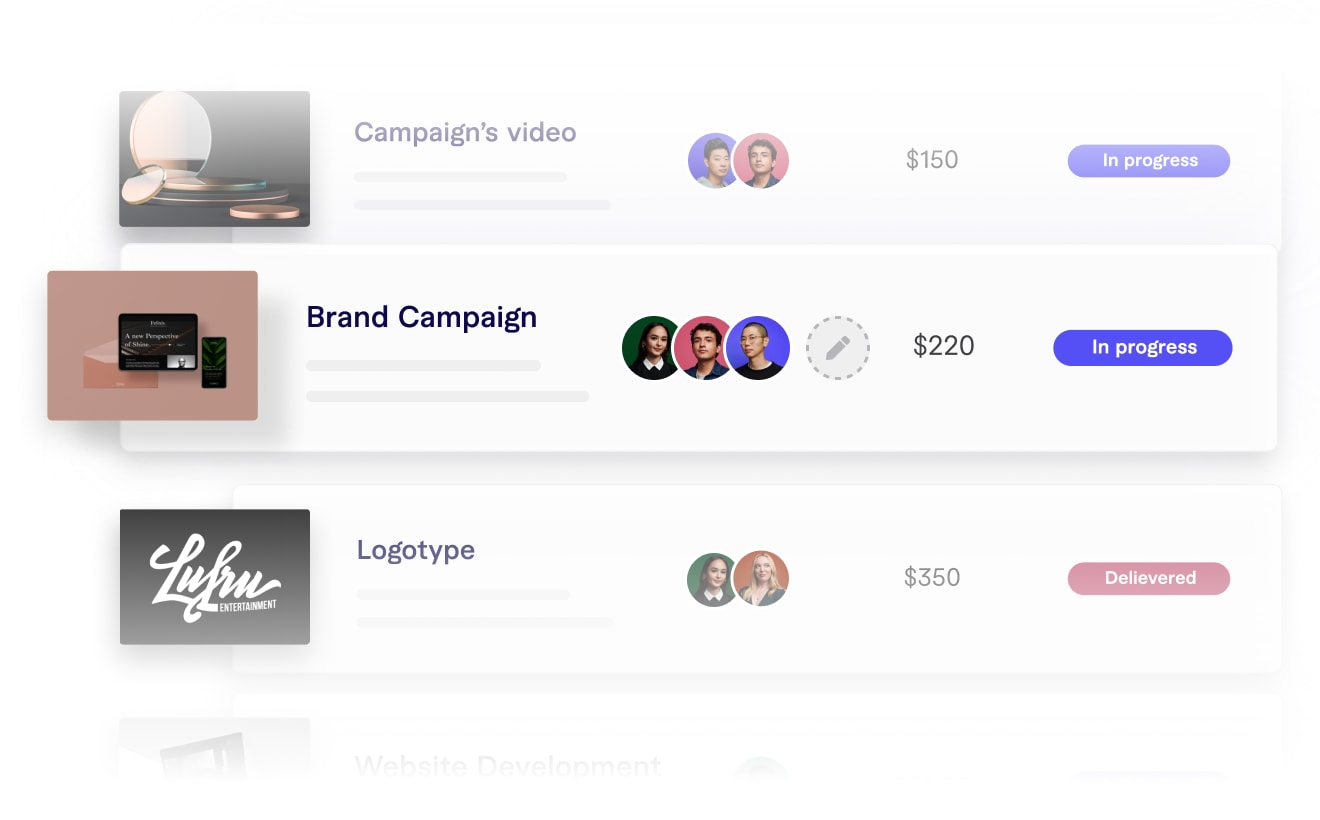 Campaign's video
$150
In progress
Felixis.
A new Perspective
of Shine.
Brand Campaign
$220
In progress
Lufru
ENTERTAINMENT
Logotype
$350
Delievered
Website Development